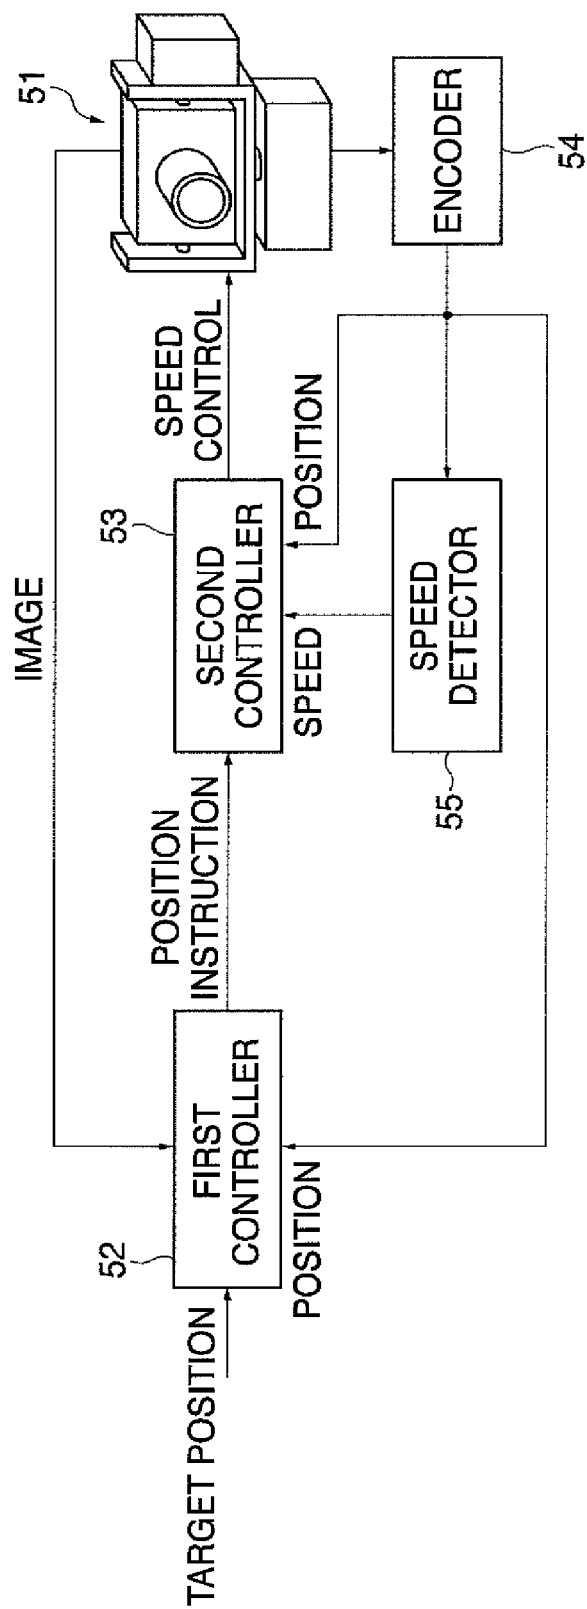 IMAGE
51
TARGET POSITION
52
FIRST
CONTROLLER
POSITION
POSITION
INSTRUCTION
53
SECOND
CONTROLLER
SPEED
CONTROL
SPEED
POSITION
55
SPEED
DETECTOR
ENCODER
54